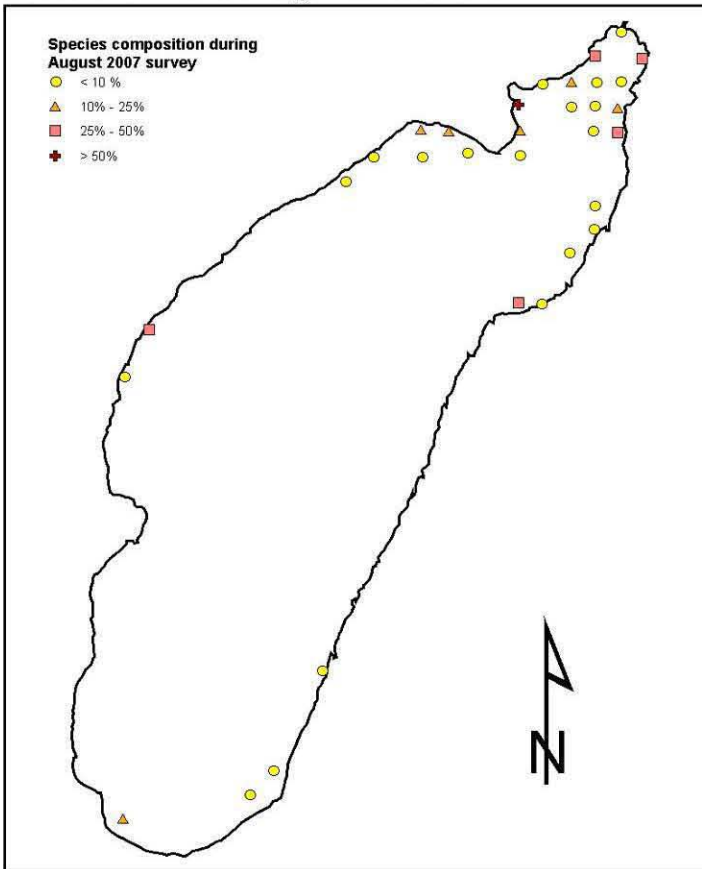 Species composition during
August 2007 survey
< 10 %
10% - 25%
25% - 50%
> 50%
N